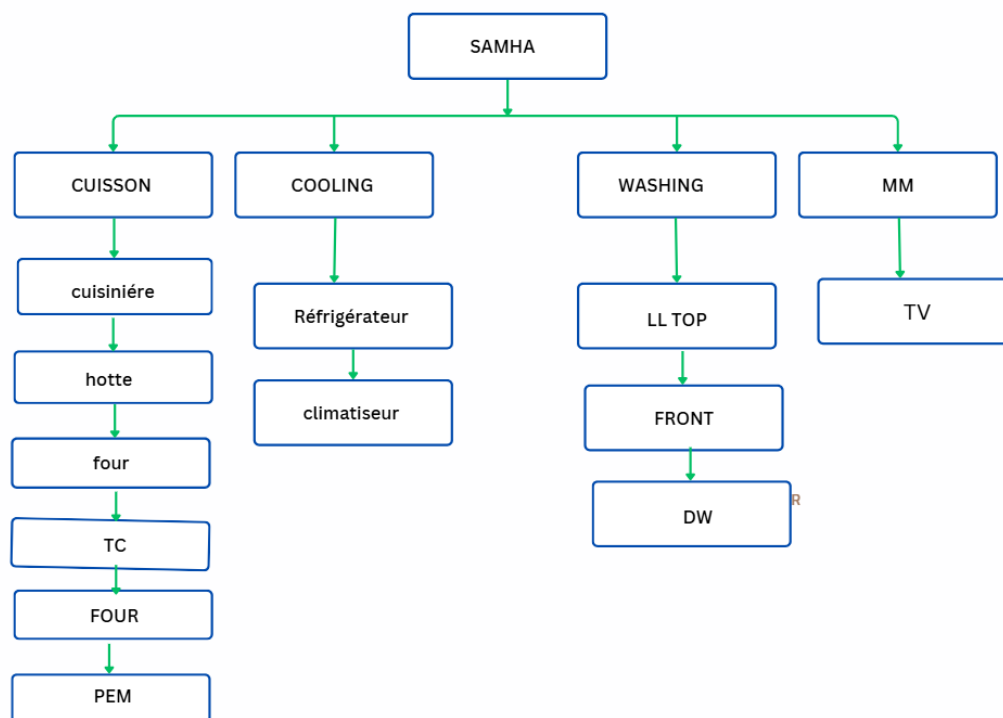 SAMHA
CUISSON
COOLING
WASHING
MM
cuisiniére
hotte
four
TC
FOUR
PEM
Réfrigérateur
climatiseur
LL TOP
FRONT
DW
R
TV